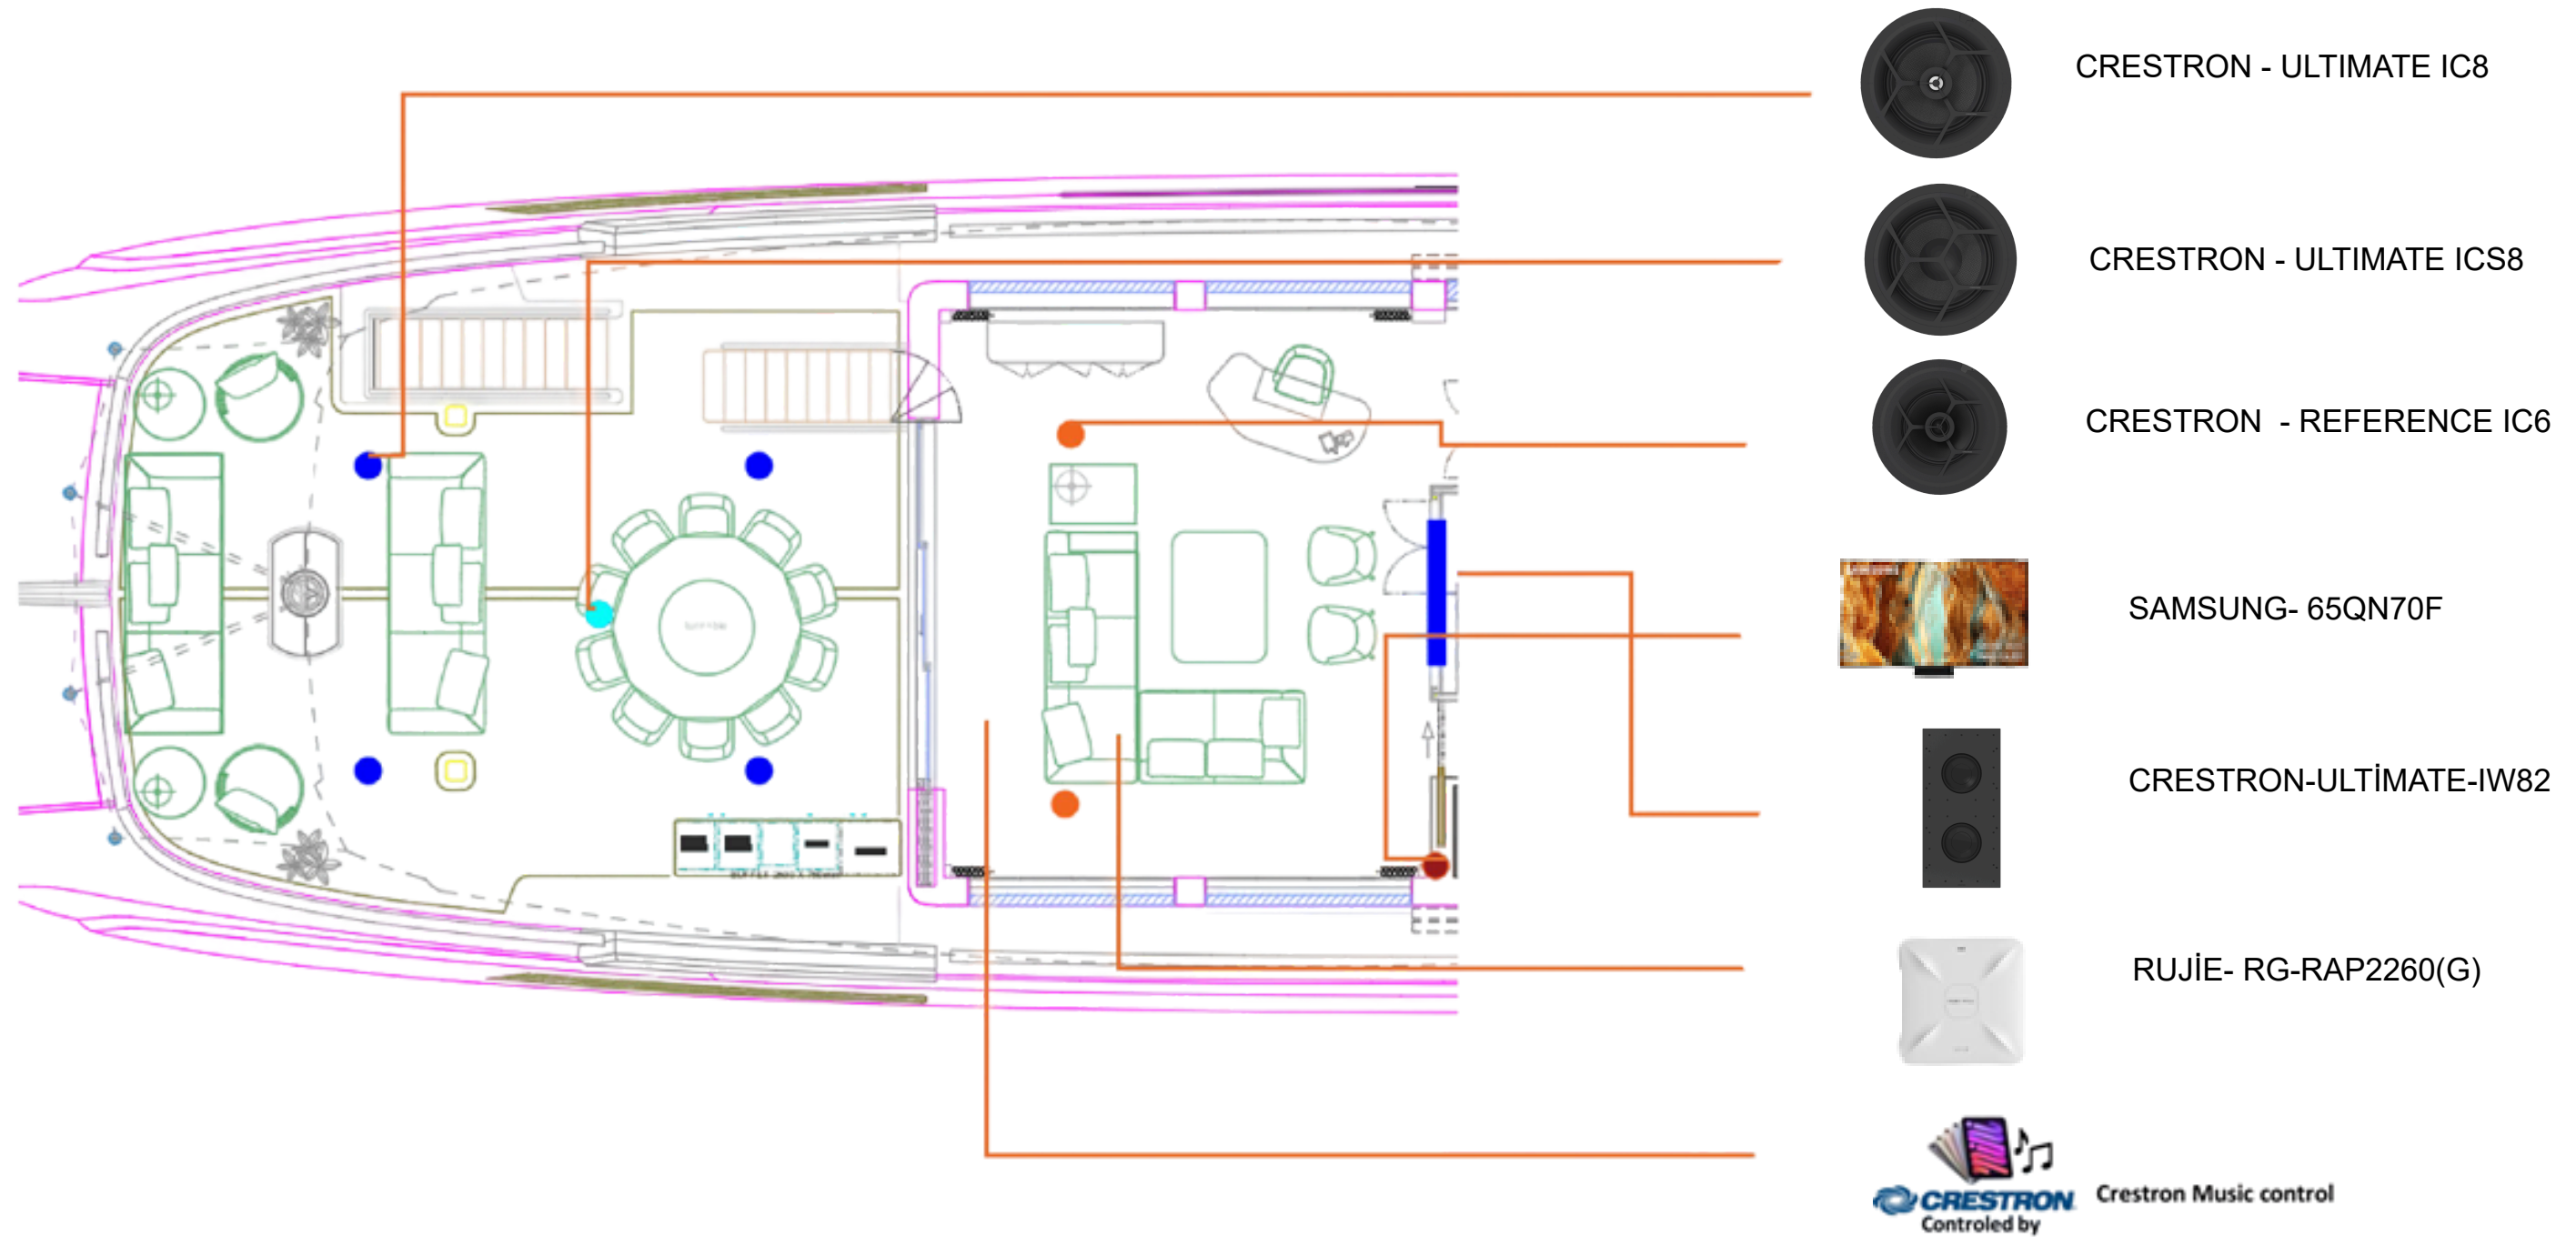 CRESTRON - ULTIMATE IC8
CRESTRON - ULTIMATE ICS8
CRESTRON - REFERENCE IC6
SAMSUNG- 65QN70F
CRESTRON-ULTİMATE-IW82
RUJİE- RG-RAP2260(G)
CRESTRON
Controled by
Crestron Music control